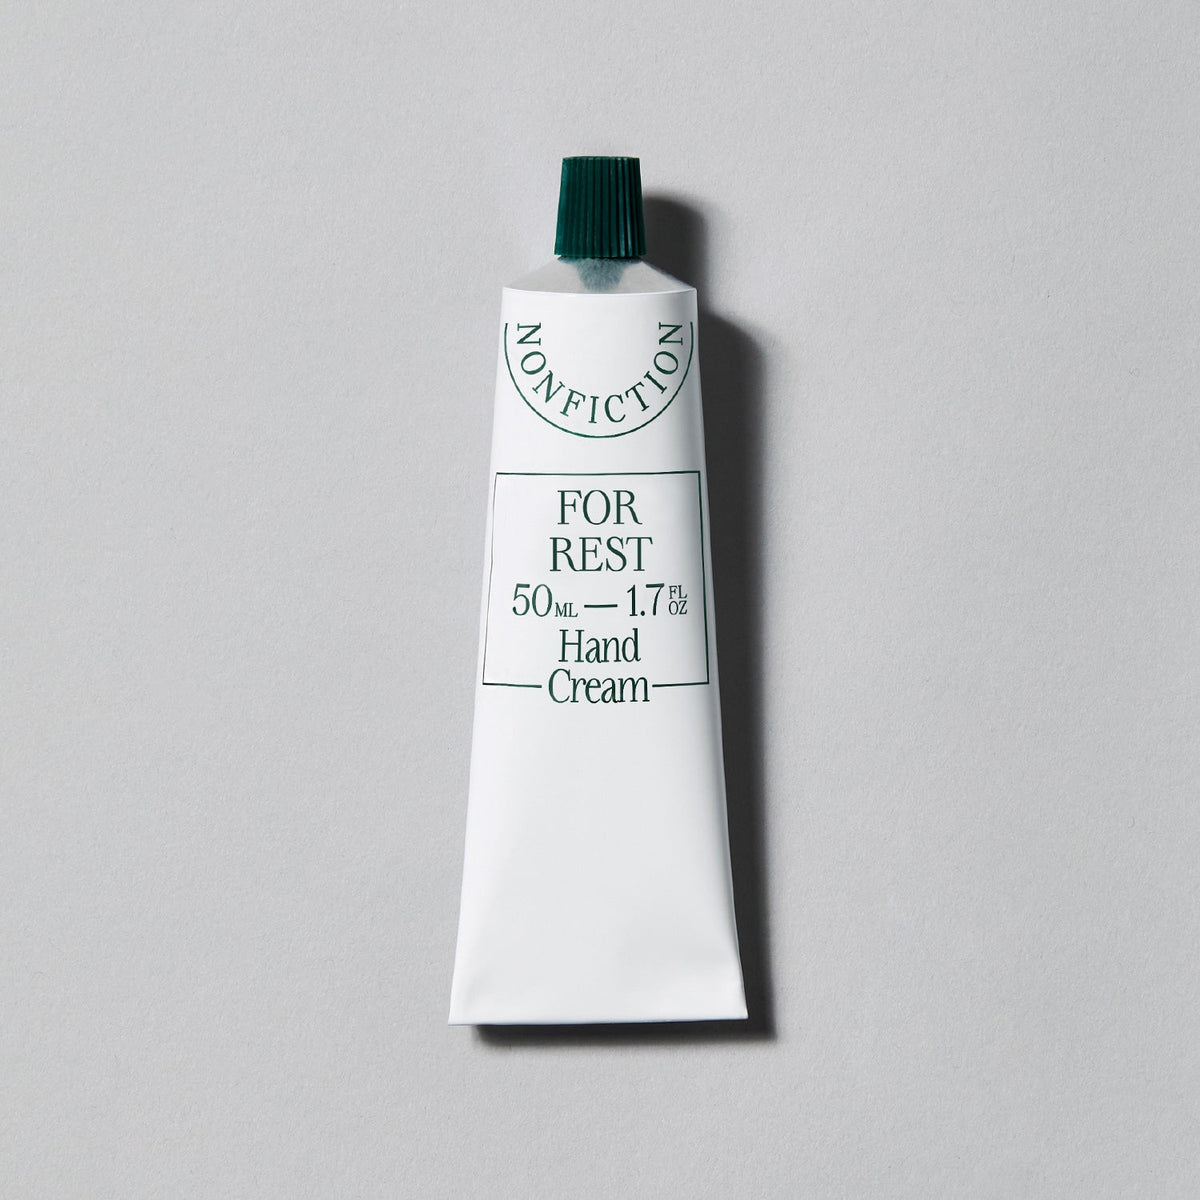 NONFICTION
FOR
REST
50ML — 1.7 FL OZ
Hand
Cream